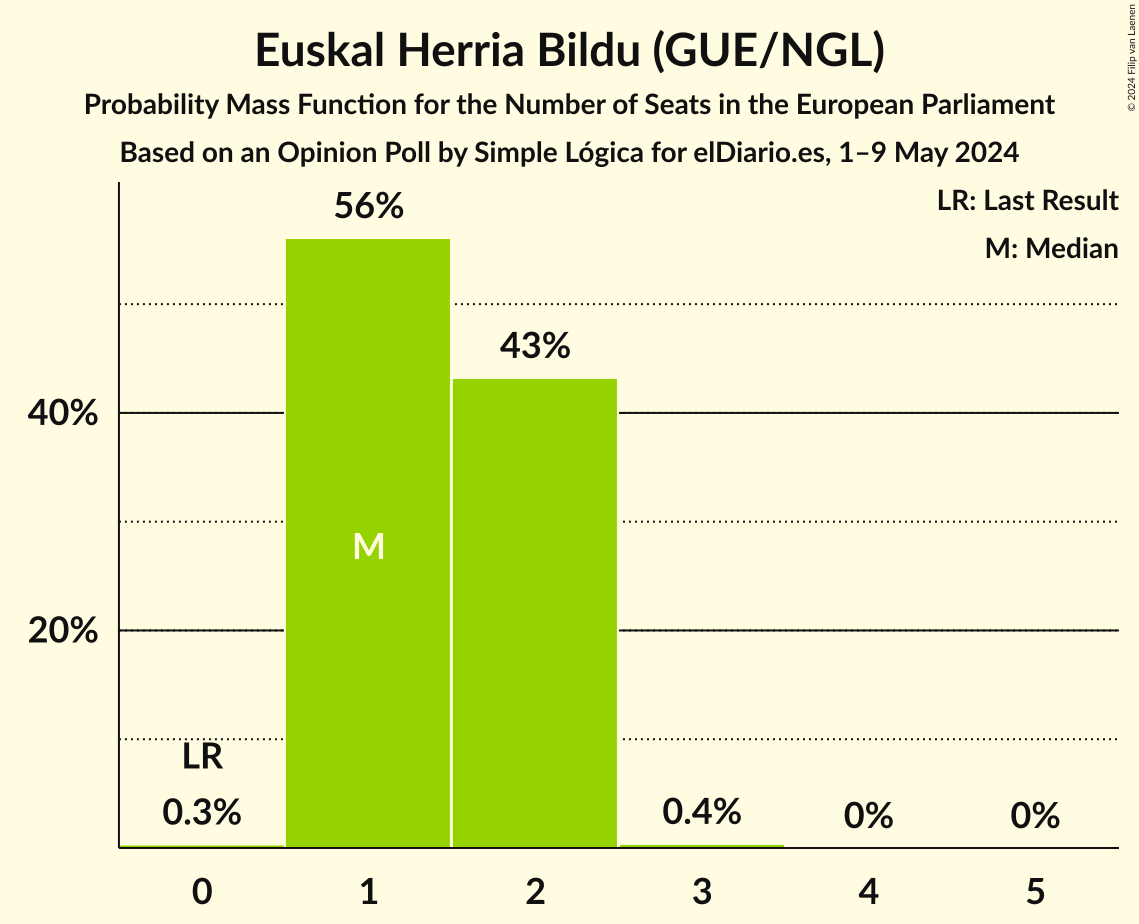 Euskal Herria Bildu (GUE/NGL)
Probability Mass Function for the Number of Seats in the European Parliament
Based on an Opinion Poll by Simple Lógica for elDiario.es, 1–9 May 2024
© 2024 Filip van Laenen
LR: Last Result
M: Median
56%
43%
40%
M
20%
LR
0.3%
0.4%
0%
0%
0
1
2
3
4
5